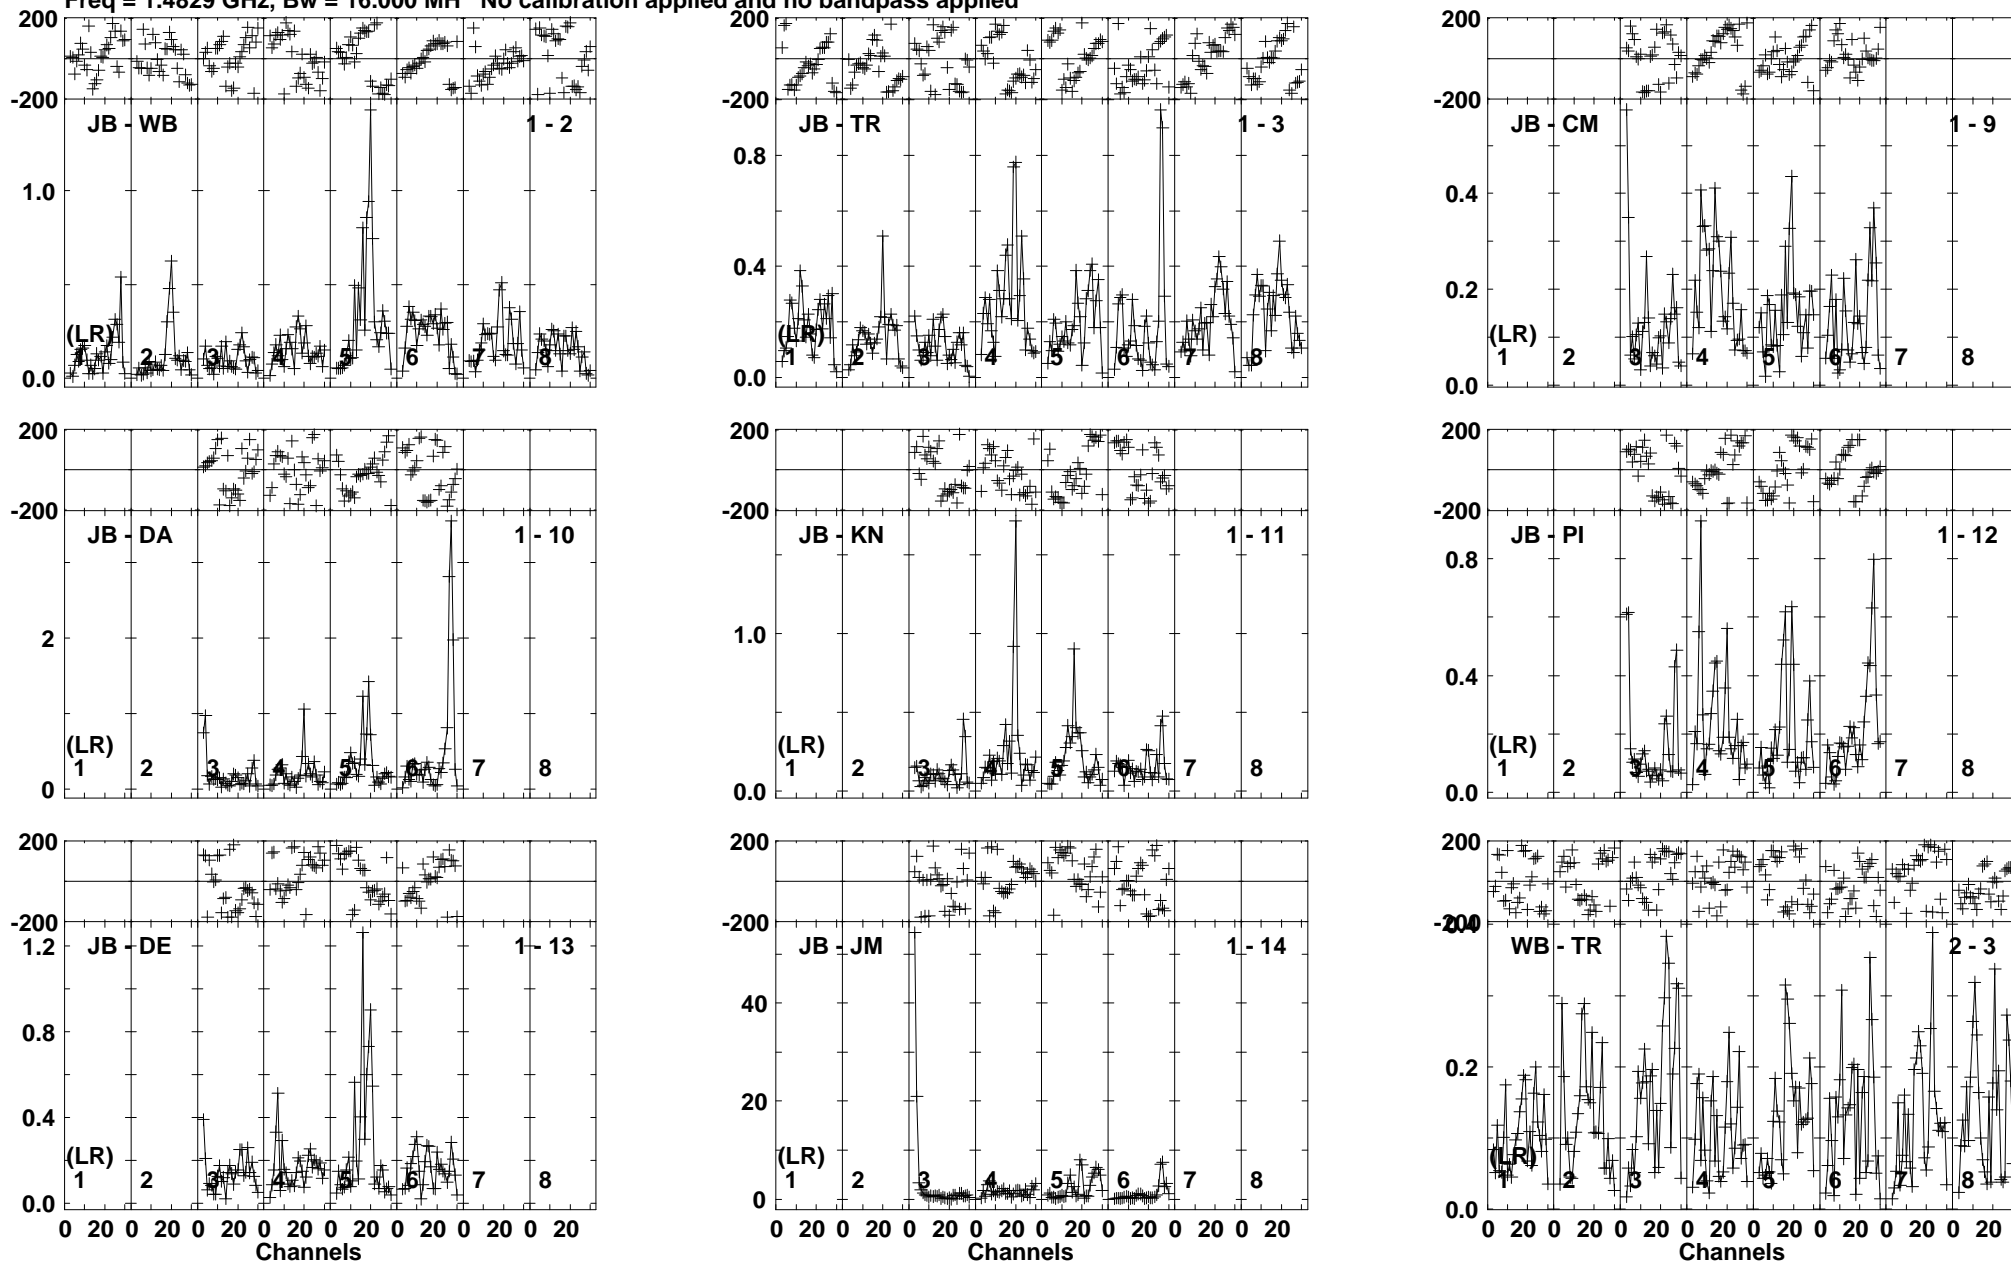 Freq = 1.4829 GHz, Bw = 16.000 MH No calibration applied and no bandpass applied
200 200 200
-200 -200 -200
JB - WB 1 - 2 JB - TR 1 - 3 JB - CM 1 - 9
1.0 0.8 0.4
0.4 0.2
(LR) (LR) (LR)
1 2 3 4 5 6 7 8 1 2 3 4 5 6 7 8 1 2 3 4 5 6 7 8
0.0 0.0 0.0
200 200 200
-200 -200 -200
JB - DA 1 - 10 JB - KN 1 - 11 JB - PI 1 - 12
2 1.0 0.8
0.4
(LR) (LR) (LR)
1 2 3 4 5 6 7 8 1 2 3 4 5 6 7 8 1 2 3 4 5 6 7 8
0 0.0 0.0
200 200 200
-200 -200 -200
0.4
JB - DE 1 - 13 JB - JM 1 - 14 WB - TR 2 - 3
1.2 40
0.8 0.2
0.4 20
(LR) (LR) (LR)
1 2 3 4 5 6 7 8 1 2 3 4 5 6 7 8 1 2 3 4 5 6 7 8
0.0 0 0.0
0 20 0 20 0 20 0 20 0 20 0 20 0 20 0 20 0 20 0 20 0 20 0 20 0 20 0 20 0 20 0 20 0 20 0 20 0 20 0 20 0 20 0 20 0 20 0 20
Channels Channels Channels